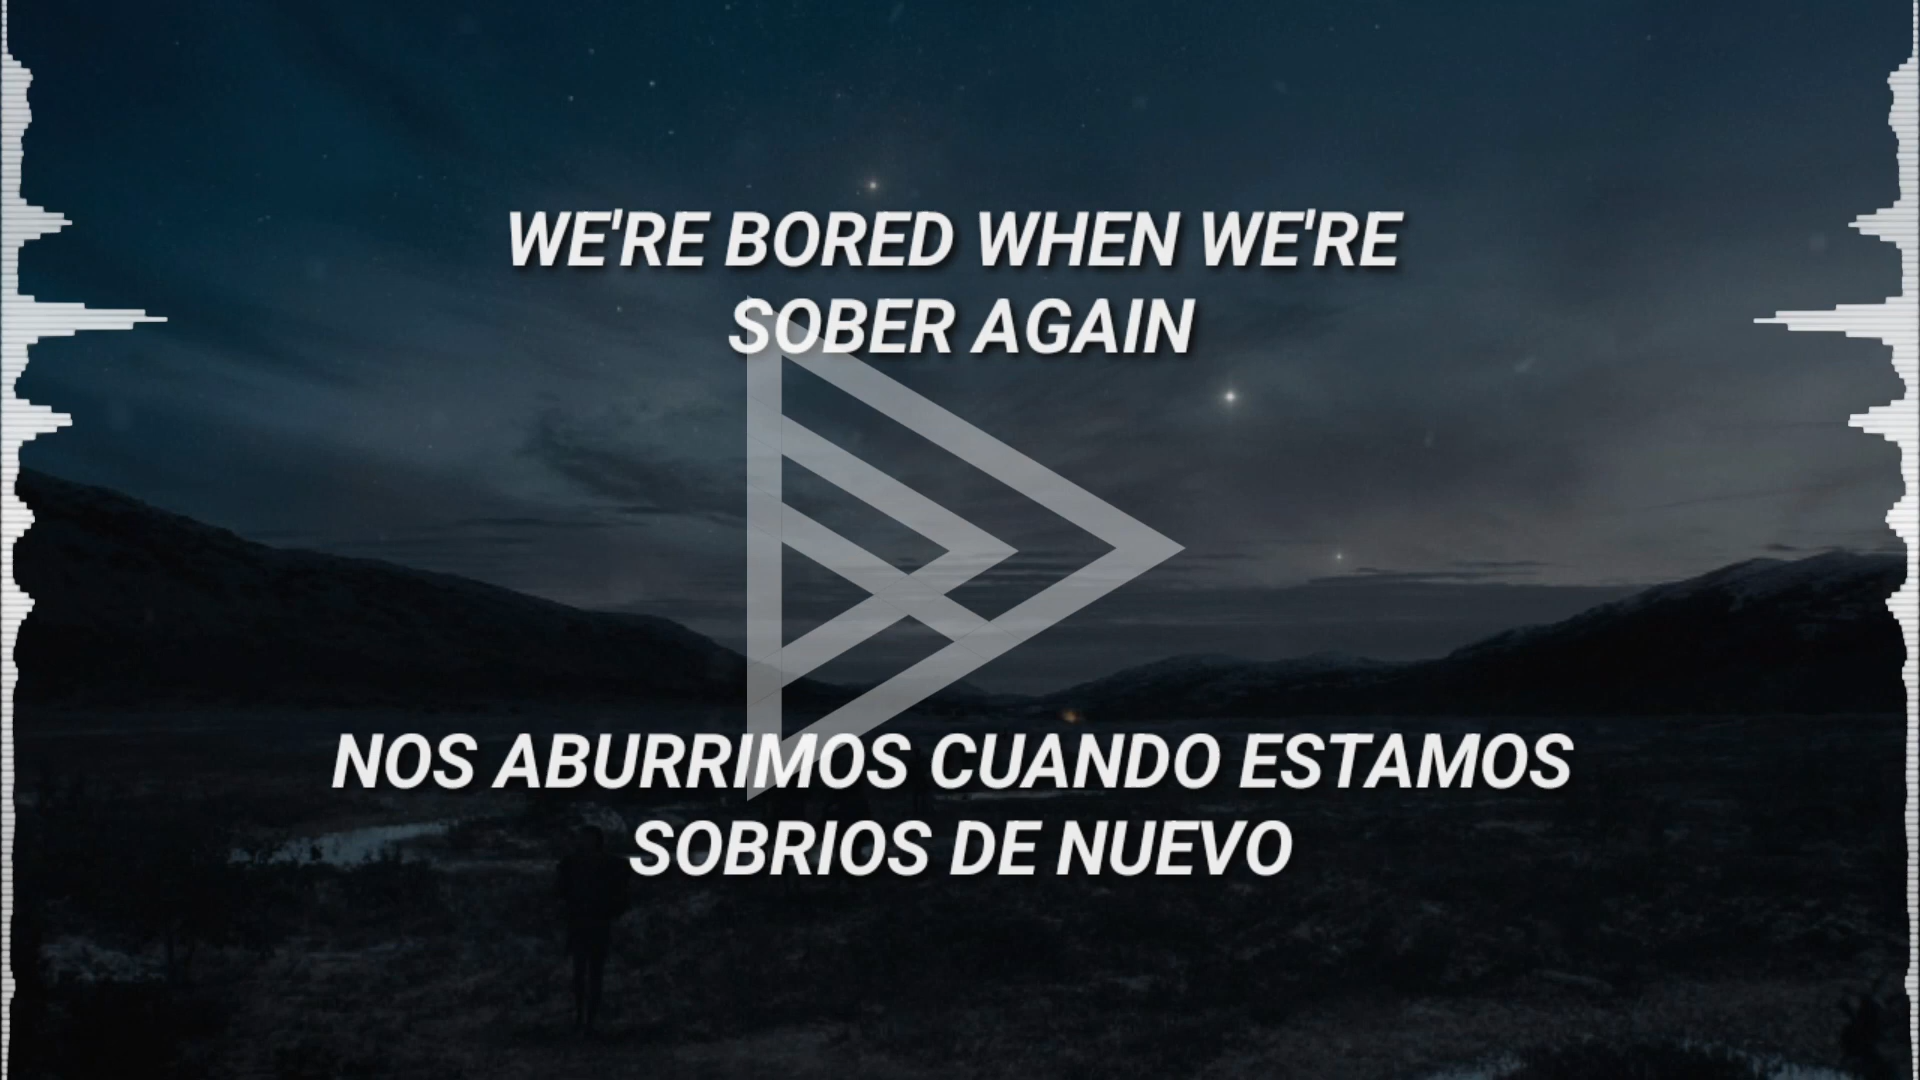 WE'RE BORED WHEN WE'RE
SOBER AGAIN
NOS ABURRIMOS CUANDO ESTAMOS
SOBRIOS DE NUEVO